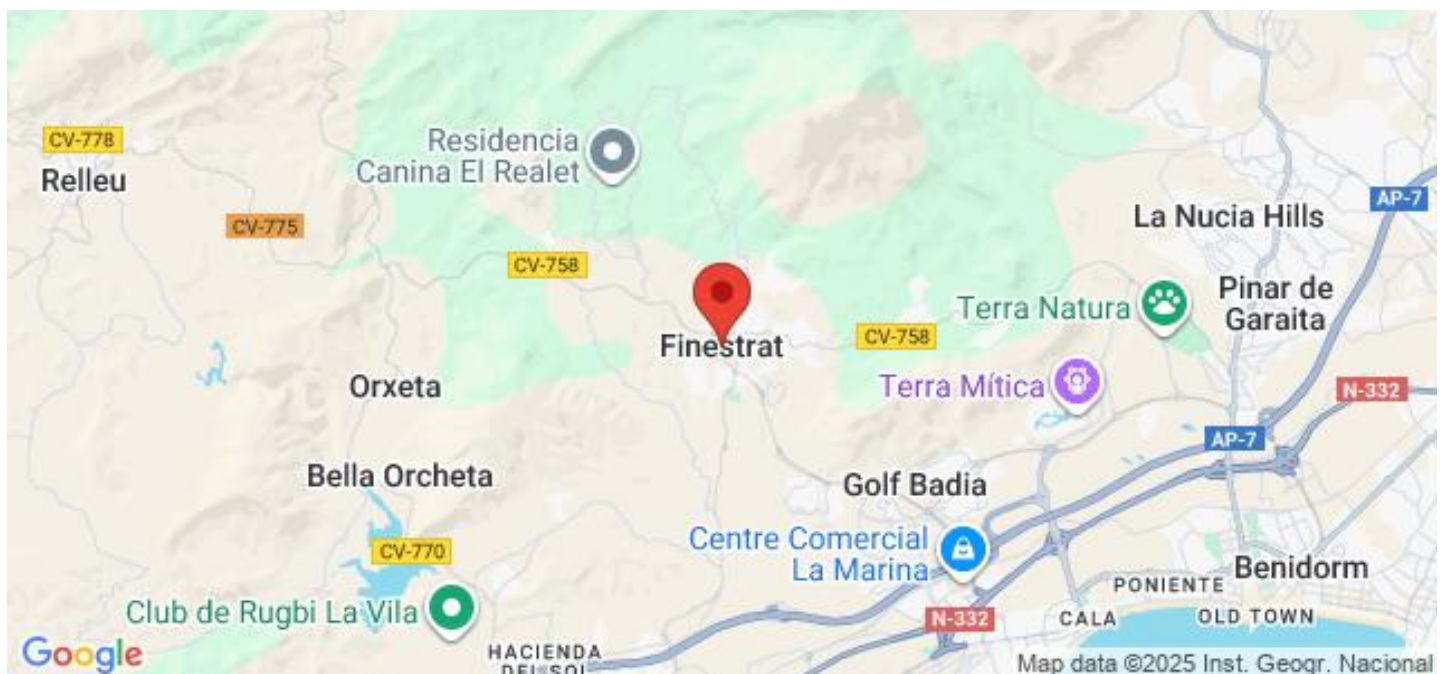 CV-778
Relleu
CV-775
Residencia
Canina El Realet
CV-758
Finestrat
CV-758
AP-7
La Nucia Hills
Terra Natura
Pinar de
Garaita
Terra Mítica
N-332
Orxeta
AP-7
Bella Orcheta
Golf Badia
CV-770
Centre Comercial
La Marina
Benidorm
PONIENTE
Club de Rugbi La Vila
N-332
CALA
OLD TOWN
HACIENDA
DEL SOL
Google
Map data ©2025 Inst. Geogr. Nacional